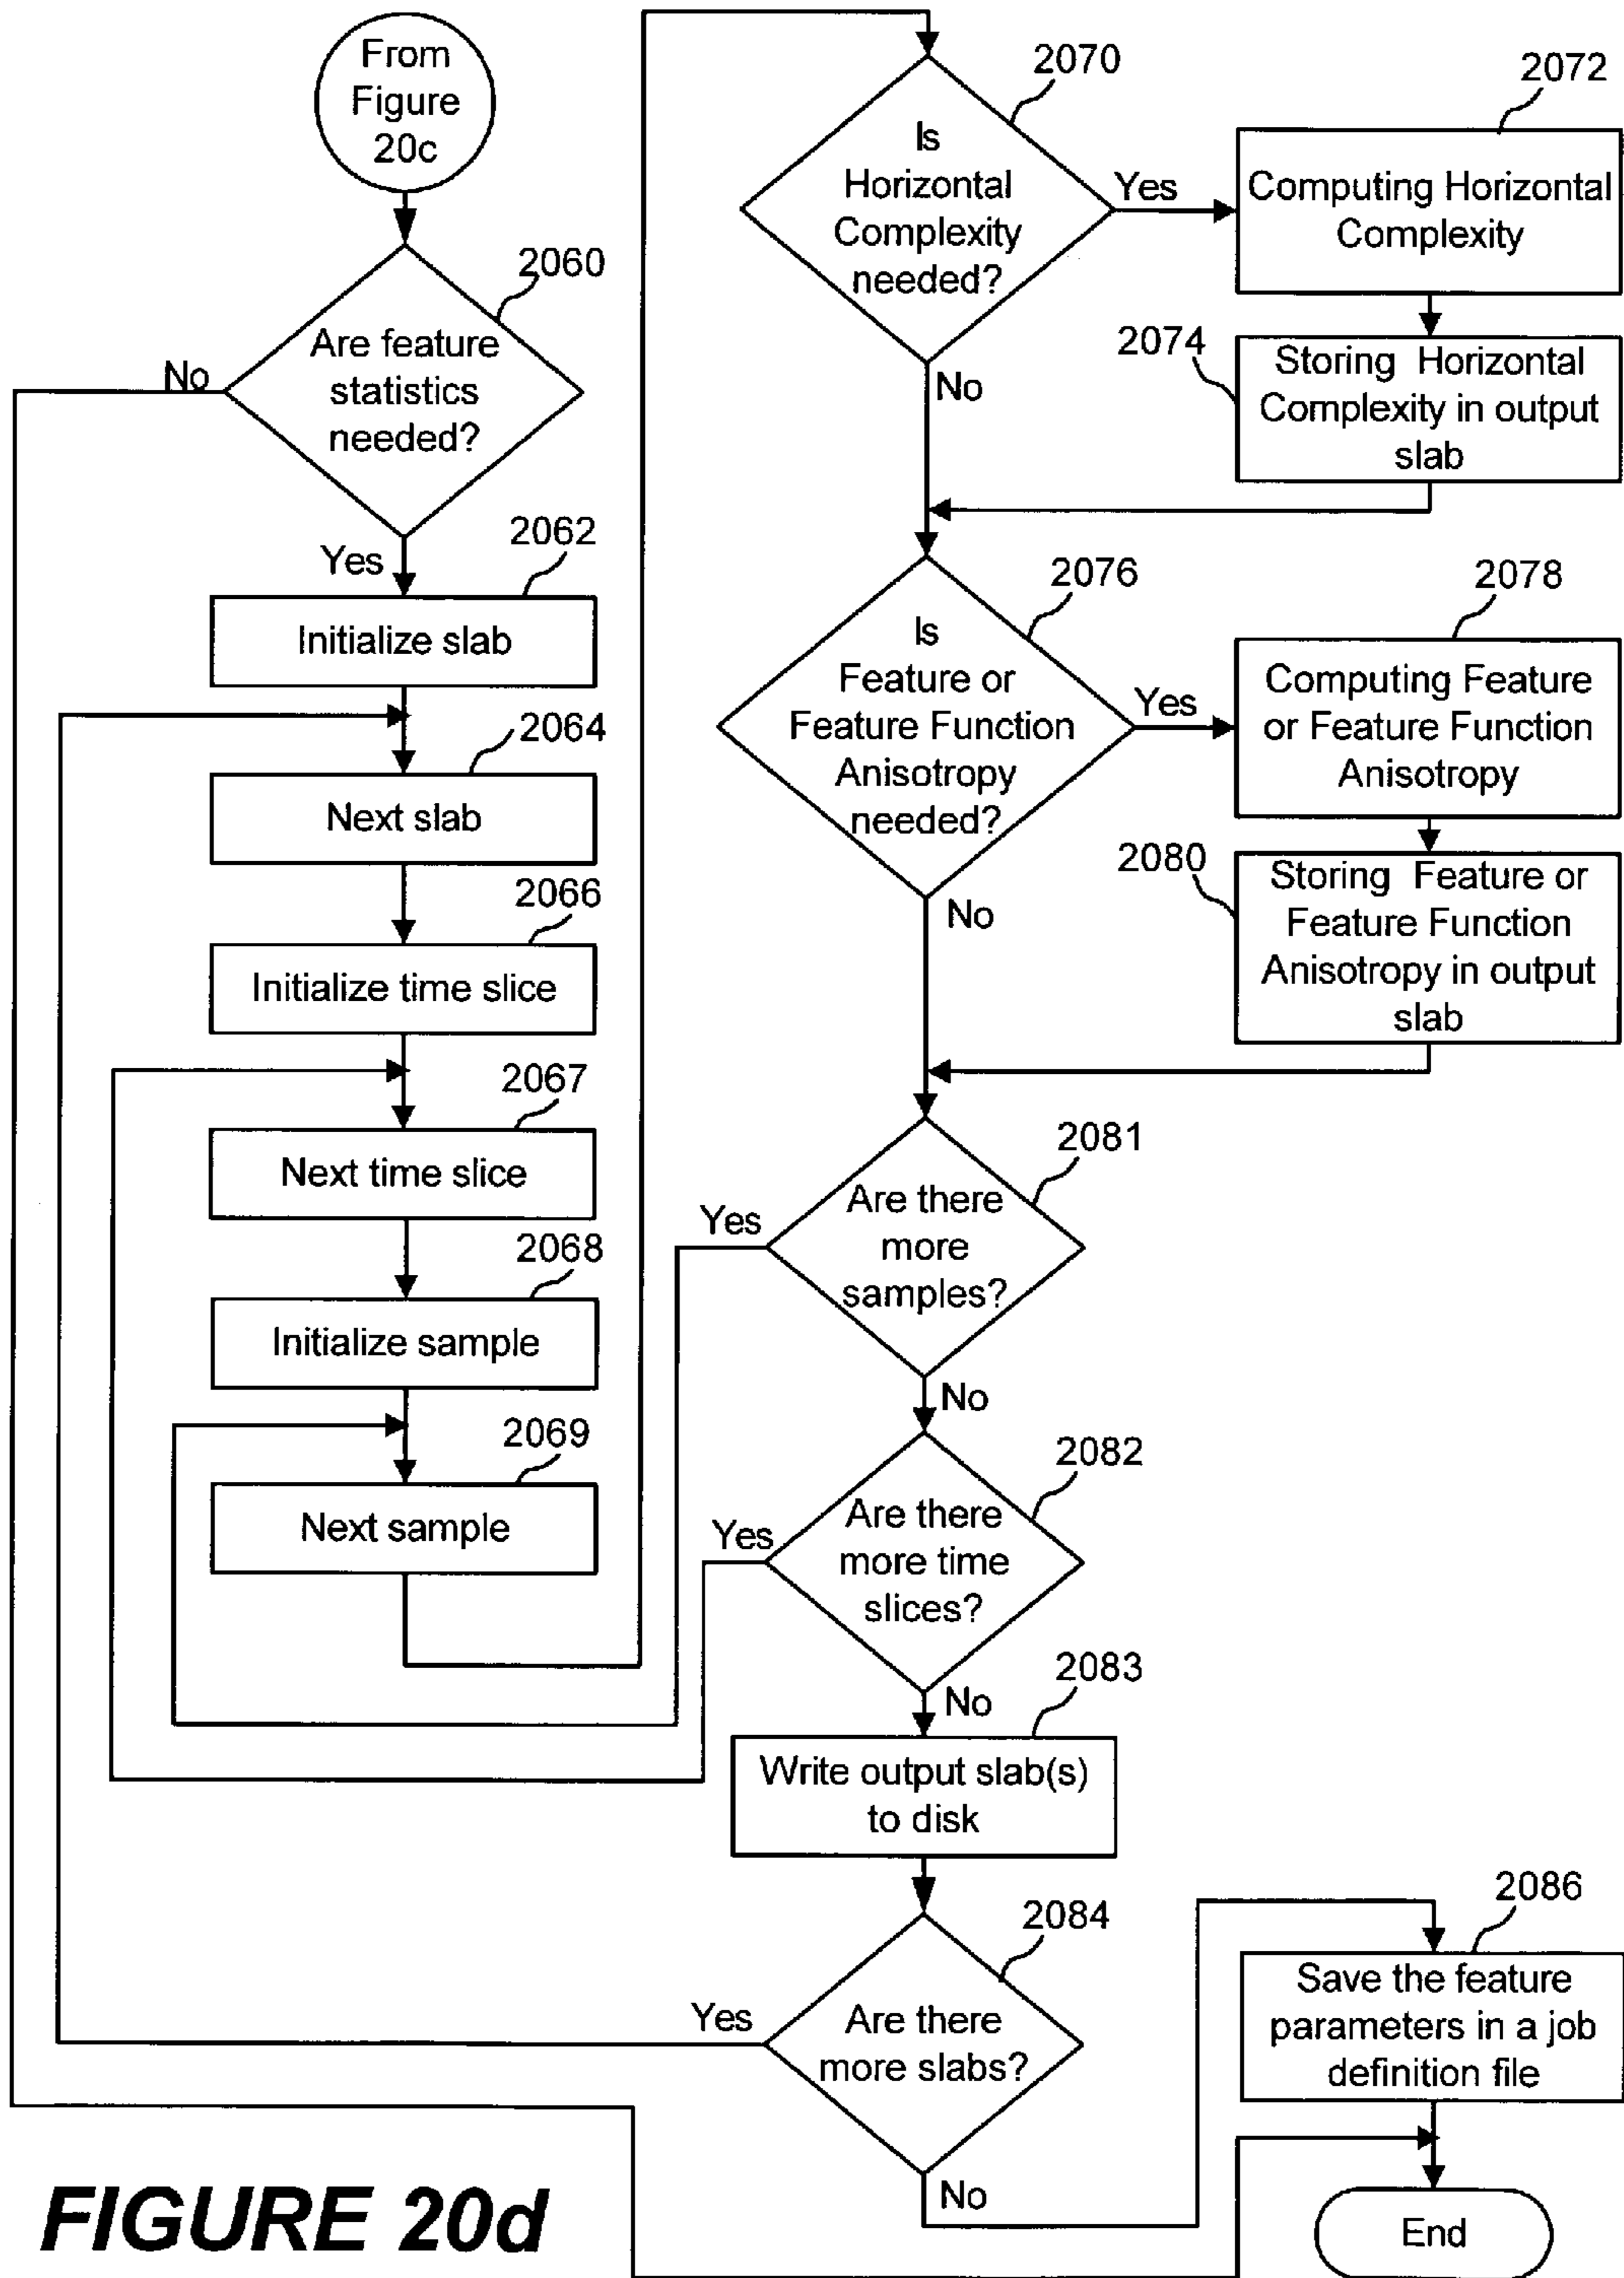 From
Figure
20c
2060
Are feature
statistics
needed?
No
Yes
2062
Initialize slab
2064
Next slab
2066
Initialize time slice
2067
Next time slice
2068
Initialize sample
2069
Next sample
2070
Is
Horizontal
Complexity
needed?
Yes
No
2072
Computing Horizontal
Complexity
2074
Storing Horizontal
Complexity in output
slab
2076
Is
Feature or
Feature Function
Anisotropy
needed?
Yes
No
2078
Computing Feature
or Feature Function
Anisotropy
2080
Storing Feature or
Feature Function
Anisotropy in output
slab
2081
Are there
more
samples?
Yes
No
2082
Are there
more time
slices?
Yes
No
2083
Write output slab(s)
to disk
2084
Are there
more slabs?
Yes
No
2086
Save the feature
parameters in a job
definition file
End
FIGURE 20d